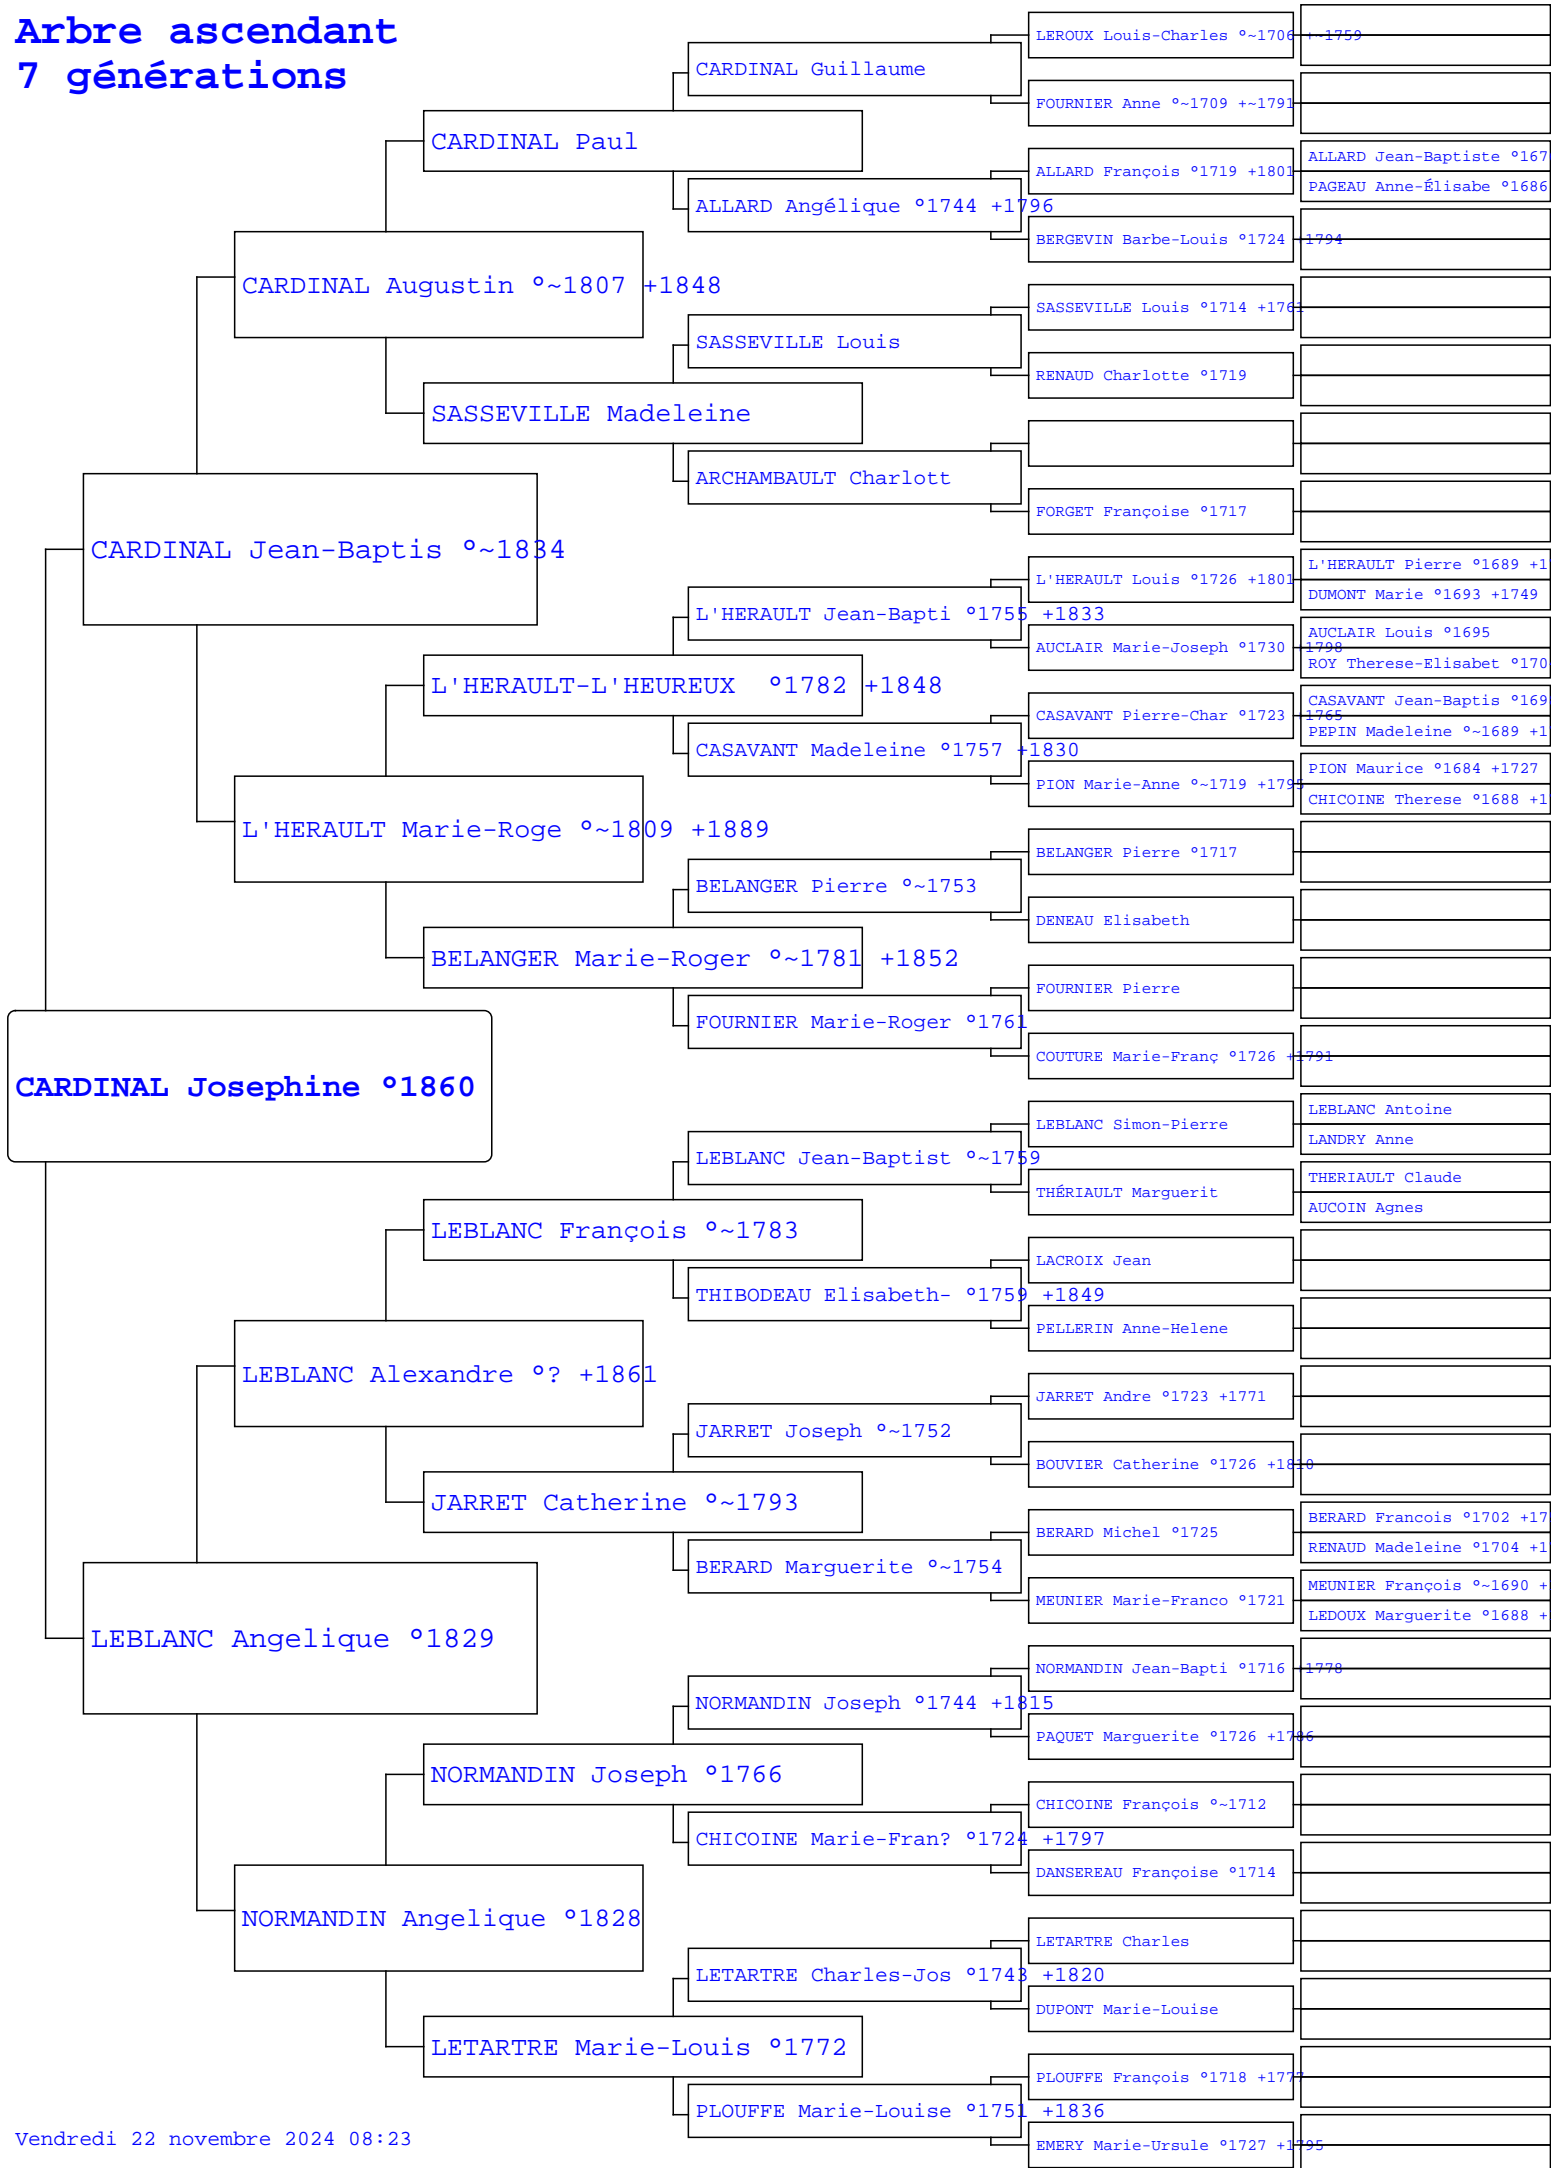 Arbre ascendant
7 générations
LEROUX Louis-Charles °~1706 +~1759
CARDINAL Guillaume
FOURNIER Anne °~1709 +~1791
CARDINAL Paul
ALLARD Jean-Baptiste °167
ALLARD François °1719 +1801
PAGEAU Anne-Élisabe °1686
ALLARD Angélique °1744 +1796
BERGEVIN Barbe-Louis °1724 +1794
CARDINAL Augustin °~1807 +1848
SASSEVILLE Louis °1714 +1761
SASSEVILLE Louis
RENAUD Charlotte °1719
SASSEVILLE Madeleine
ARCHAMBAULT Charlott
FORGET Françoise °1717
CARDINAL Jean-Baptis °~1834
L'HERAULT Pierre °1689 +1
L'HERAULT Louis °1726 +1801
DUMONT Marie °1693 +1749
L'HERAULT Jean-Bapti °1755 +1833
AUCLAIR Louis °1695
AUCLAIR Marie-Joseph °1730 +1798
ROY Therese-Elisabet °170
L'HERAULT-L'HEUREUX  °1782 +1848
CASAVANT Jean-Baptis °169
CASAVANT Pierre-Char °1723 +1765
PEPIN Madeleine °~1689 +1
CASAVANT Madeleine °1757 +1830
PION Maurice °1684 +1727
PION Marie-Anne °~1719 +1795
CHICOINE Therese °1688 +1
L'HERAULT Marie-Roge °~1809 +1889
BELANGER Pierre °1717
BELANGER Pierre °~1753
DENEAU Elisabeth
BELANGER Marie-Roger °~1781 +1852
FOURNIER Pierre
FOURNIER Marie-Roger °1761
COUTURE Marie-Franç °1726 +1791
CARDINAL Josephine °1860
LEBLANC Antoine
LEBLANC Simon-Pierre
LANDRY Anne
LEBLANC Jean-Baptist °~1759
THERIAULT Claude
THÉRIAULT Marguerit
AUCOIN Agnes
LEBLANC François °~1783
LACROIX Jean
THIBODEAU Elisabeth- °1759 +1849
PELLERIN Anne-Helene
LEBLANC Alexandre °? +1861
JARRET Andre °1723 +1771
JARRET Joseph °~1752
BOUVIER Catherine °1726 +1810
JARRET Catherine °~1793
BERARD Francois °1702 +17
BERARD Michel °1725
RENAUD Madeleine °1704 +1
BERARD Marguerite °~1754
MEUNIER François °~1690 +
MEUNIER Marie-Franco °1721
LEDOUX Marguerite °1688 +
LEBLANC Angelique °1829
NORMANDIN Jean-Bapti °1716 +1778
NORMANDIN Joseph °1744 +1815
PAQUET Marguerite °1726 +1786
NORMANDIN Joseph °1766
CHICOINE François °~1712
CHICOINE Marie-Fran? °1724 +1797
DANSEREAU Françoise °1714
NORMANDIN Angelique °1828
LETARTRE Charles
LETARTRE Charles-Jos °1743 +1820
DUPONT Marie-Louise
LETARTRE Marie-Louis °1772
PLOUFFE François °1718 +1777
PLOUFFE Marie-Louise °1751 +1836
EMERY Marie-Ursule °1727 +1795
Vendredi 22 novembre 2024 08:23